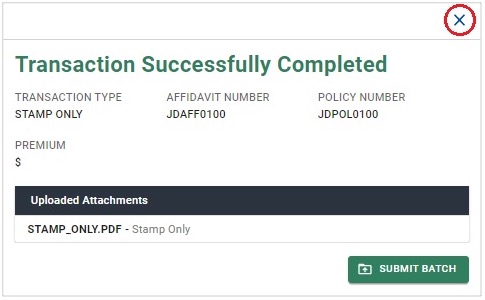 Transaction Successfully Completed
TRANSACTION TYPE AFFIDAVIT NUMBER POLICY NUMBER
STAMP ONLY JDAFF0100 JDPOL0100
PREMIUM
$
Uploaded Attachments
STAMP_ONLY.PDF - Stamp Only
SUBMIT BATCH